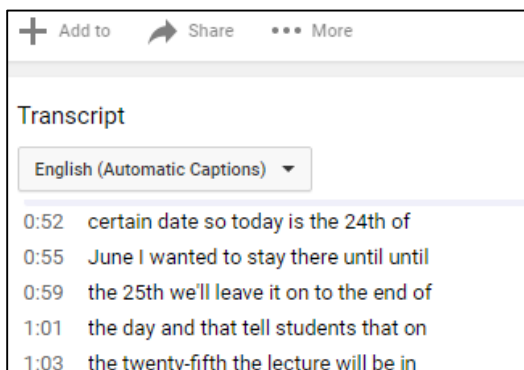 Add to Share More
Transcript
English (Automatic Captions)
0:52 certain date so today is the 24th of
0:55 June I wanted to stay there until until
0:59 the 25th we'll leave it on to the end of
1:01 the day and that tell students that on
1:03 the twenty-fifth the lecture will be in